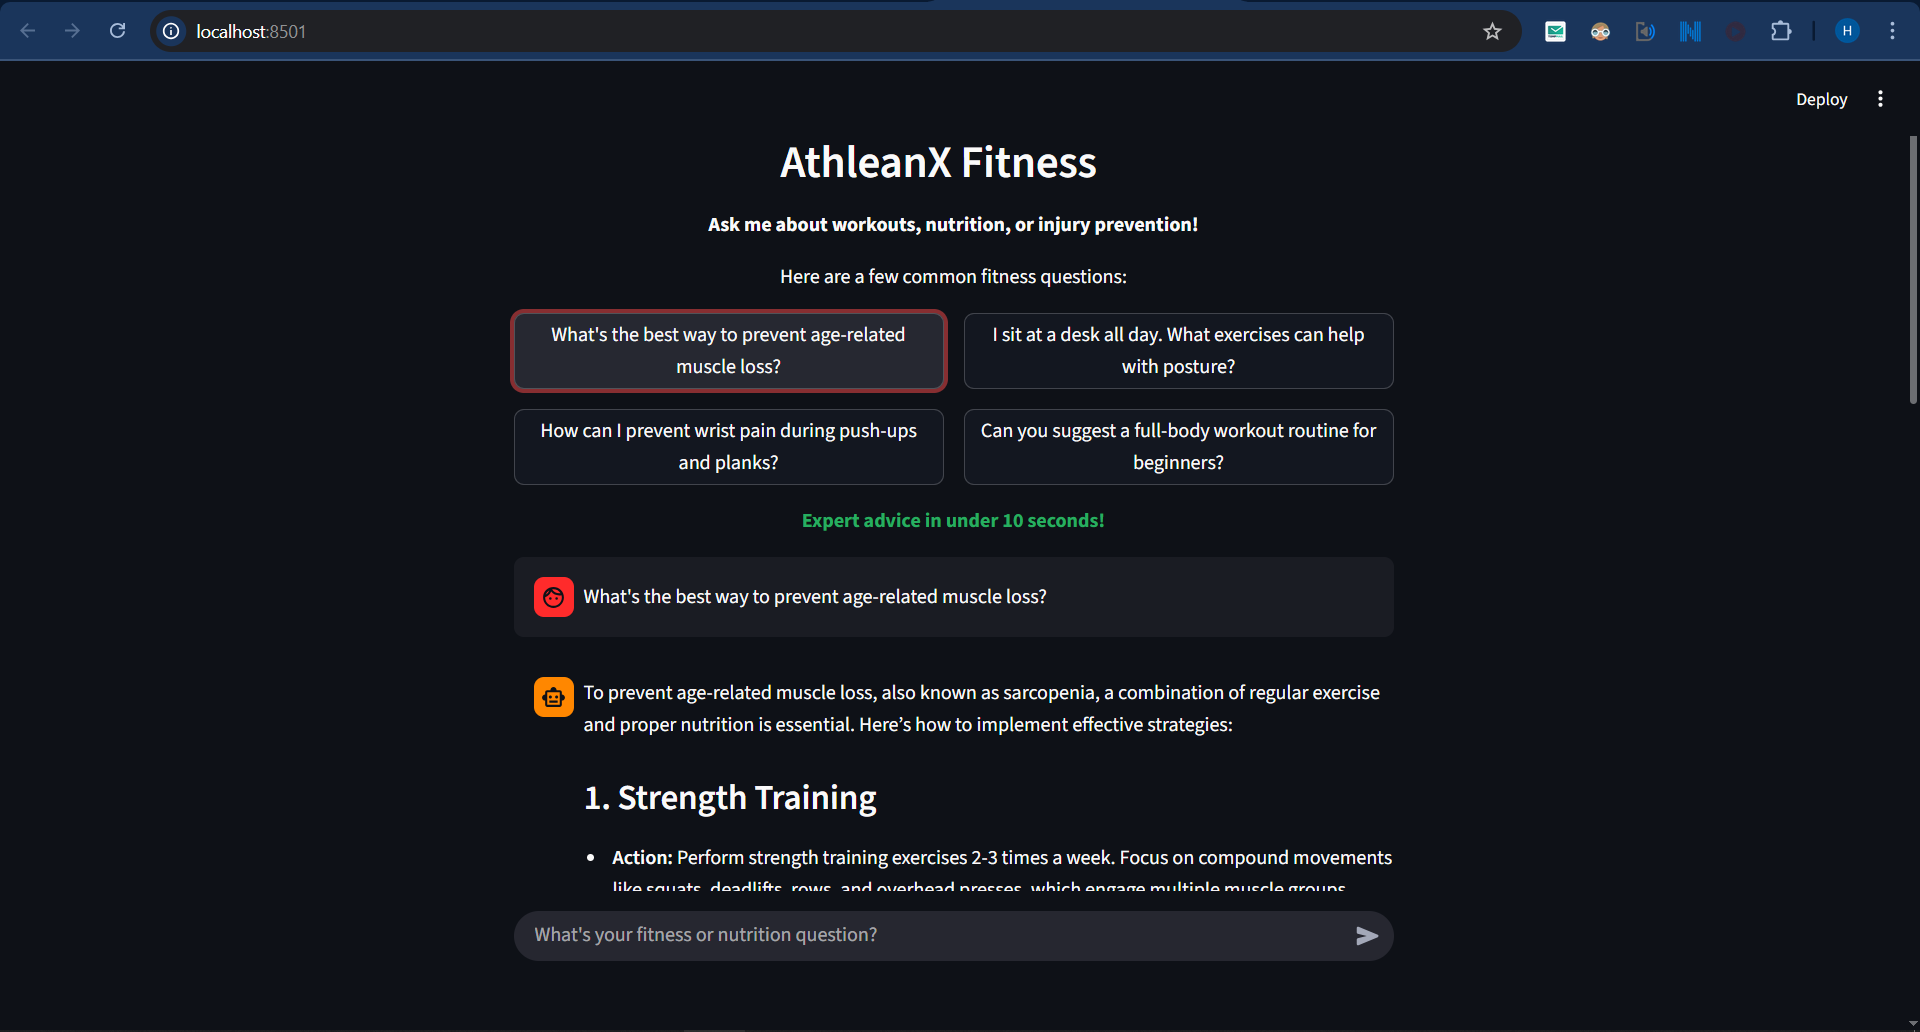 localhost:8501
H
Deploy
AthleanX Fitness
Ask me about workouts, nutrition, or injury prevention!
Here are a few common fitness questions:
What's the best way to prevent age-related
muscle loss?
I sit at a desk all day. What exercises can help
with posture?
How can I prevent wrist pain during push-ups
and planks?
Can you suggest a full-body workout routine for
beginners?
Expert advice in under 10 seconds!
What's the best way to prevent age-related muscle loss?
To prevent age-related muscle loss, also known as sarcopenia, a combination of regular exercise
and proper nutrition is essential. Here’s how to implement effective strategies:
1. Strength Training
• Action: Perform strength training exercises 2-3 times a week. Focus on compound movements
like squats, deadlifts, rows, and overhead presses, which engage multiple muscle groups
What's your fitness or nutrition question?